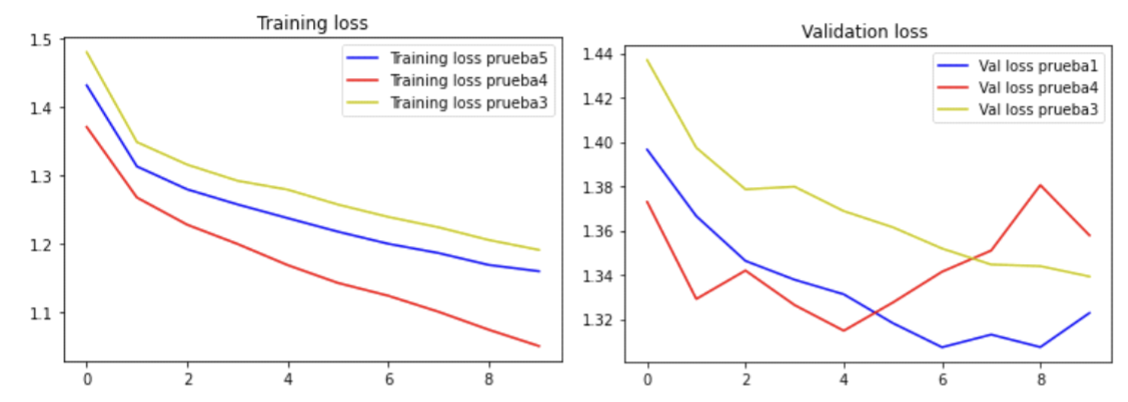 Training loss
1.5
1.4
1.3
1.2
1.1
0 2 4 6 8
Training loss prueba5
Training loss prueba4
Training loss prueba3
Validation loss
1.44
1.42
1.40
1.38
1.36
1.34
1.32
0 2 4 6 8
Val loss prueba1
Val loss prueba4
Val loss prueba3